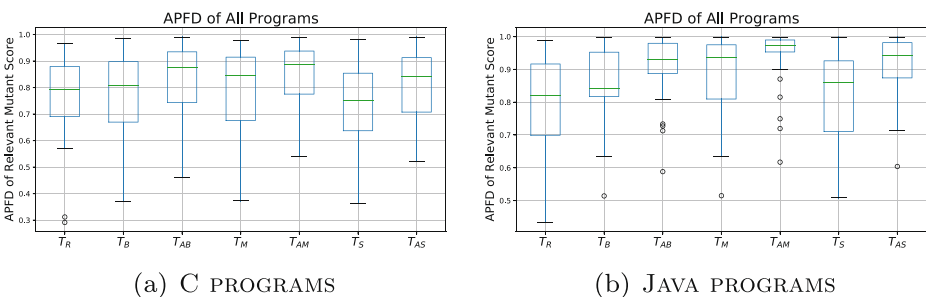 APFD of All Programs
APFD of Relevant Mutant Score
1.0
0.9
0.8
0.7
0.6
0.5
0.4
0.3
T_R T_B T_AB T_M T_AM T_S T_AS
(a) C PROGRAMS
APFD of All Programs
APFD of Relevant Mutant Score
1.0
0.9
0.8
0.7
0.6
0.5
T_R T_B T_AB T_M T_AM T_S T_AS
(b) JAVA PROGRAMS